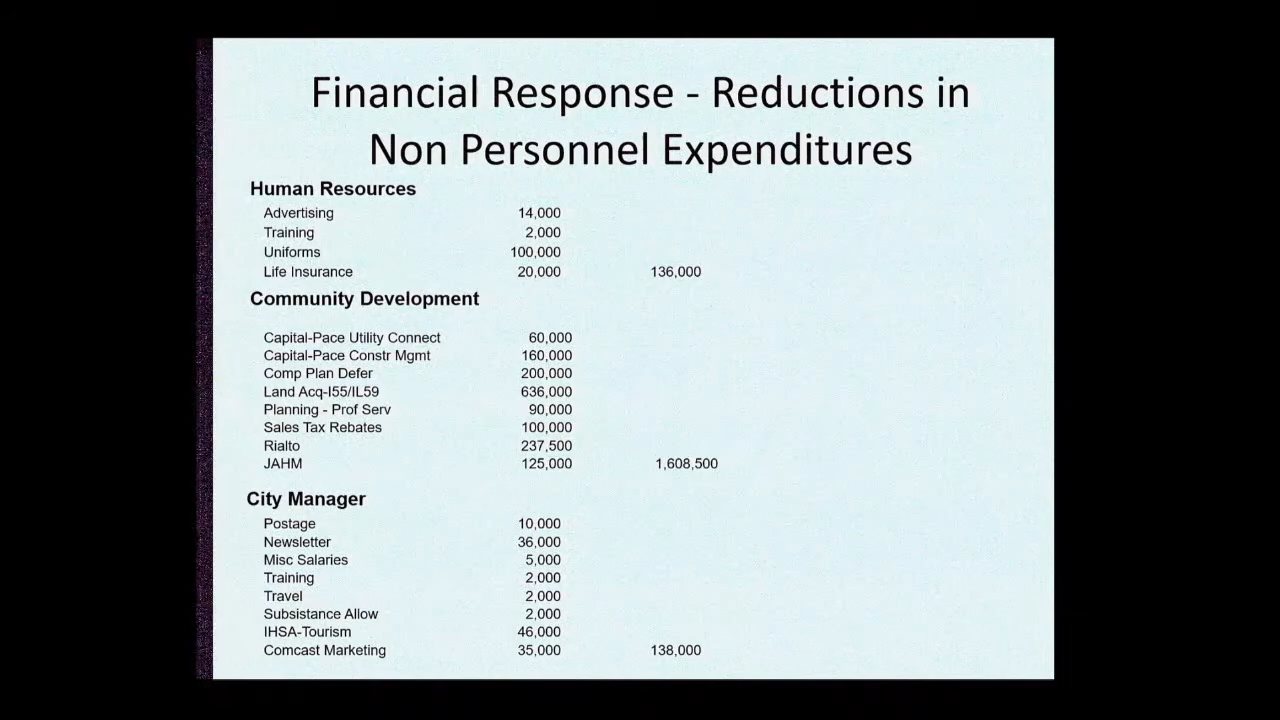 Financial Response - Reductions in
Non Personnel Expenditures
Human Resources
Advertising 14,000
Training 2,000
Uniforms 100,000
Life Insurance 20,000 136,000
Community Development
Capital-Pace Utility Connect 60,000
Capital-Pace Constr Mgmt 160,000
Comp Plan Defer 200,000
Land Acq-I55/IL59 636,000
Planning - Prof Serv 90,000
Sales Tax Rebates 100,000
Rialto 237,500
JAHM 125,000 1,608,500
City Manager
Postage 10,000
Newsletter 36,000
Misc Salaries 5,000
Training 2,000
Travel 2,000
Subsistance Allow 2,000
IHSA-Tourism 46,000
Comcast Marketing 35,000 138,000